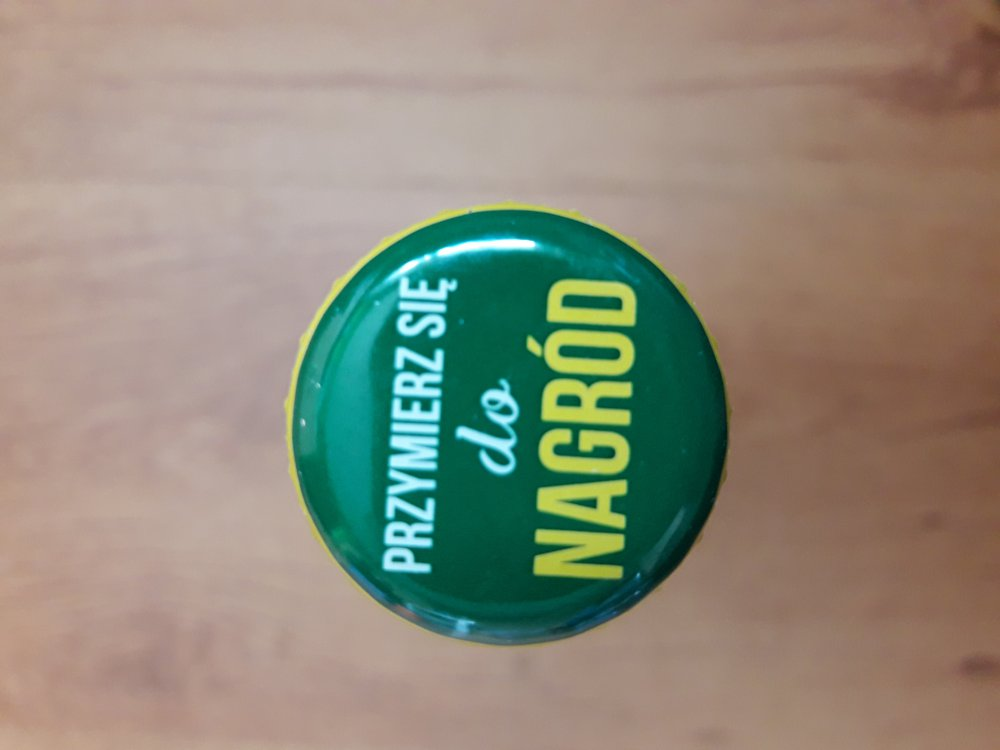 PRZYMIERZ SIĘ
do
NAGRÓD